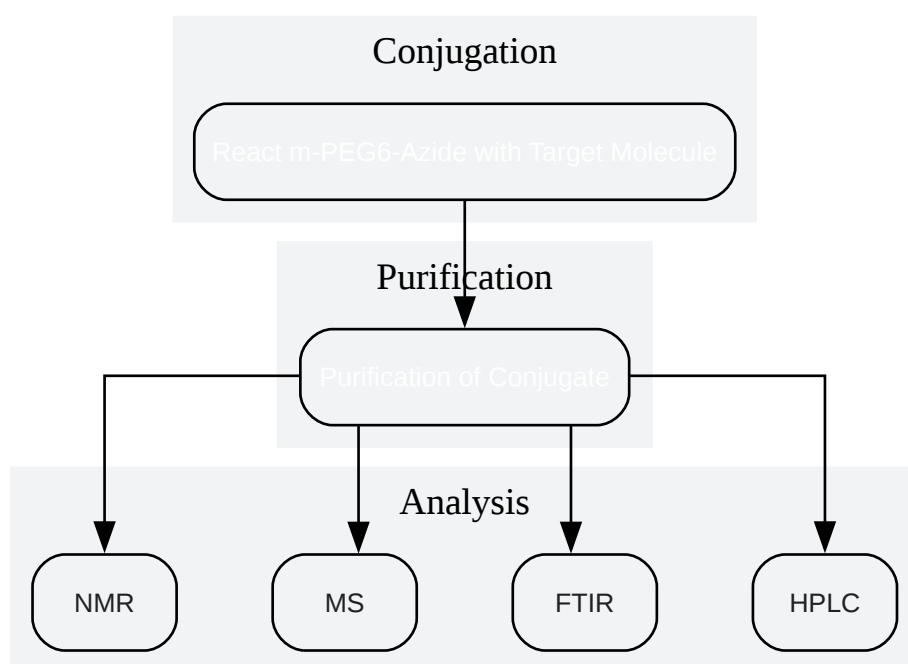 Conjugation
React m-PEG6-Azide with Target Molecule
Purification
Purification of Conjugate
Analysis
NMR
MS
FTIR
HPLC